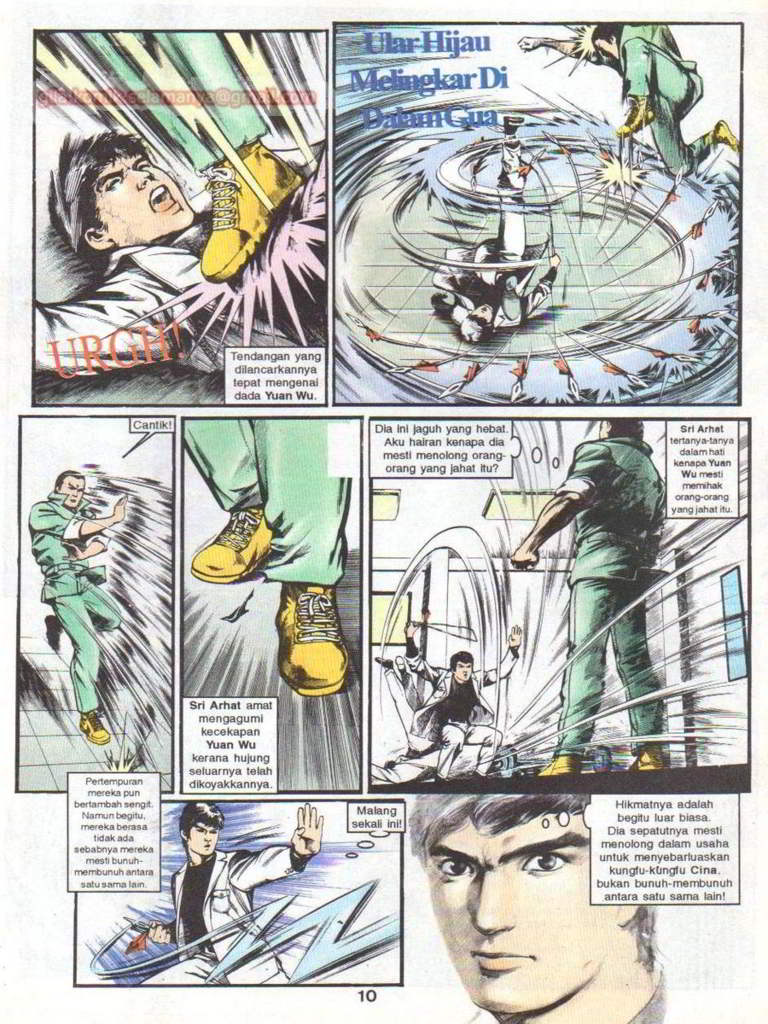 gila-komik-selamanya@gmail.com
URGH!
Tendangan yang
dilancarkannya
tepat mengenai
dada Yuan Wu.
Ular Hijau
Melingkar Di
Dalam Gua
Cantik!
Sri Arhat amat
mengagumi
kecekapan
Yuan Wu
kerana hujung
seluarnya telah
dikoyakkannya.
Dia ini jaguh yang hebat.
Aku hairan kenapa dia
mesti menolong orang-
orang yang jahat itu?
Sri Arhat
tertanya-tanya
dalam hati
kenapa Yuan
Wu mesti
memihak
orang-orang
yang jahat itu.
Pertempuran
mereka pun
bertambah sengit.
Namun begitu,
mereka berasa
tidak ada
sebabnya mereka
mesti bunuh-
membunuh antara
satu sama lain.
Malang
sekali ini!
Hikmatnya adalah
begitu luar biasa.
Dia sepatutnya mesti
menolong dalam usaha
untuk menyebarluaskan
kungfu-kungfu Cina,
bukan bunuh-membunuh
antara satu sama lain!
10